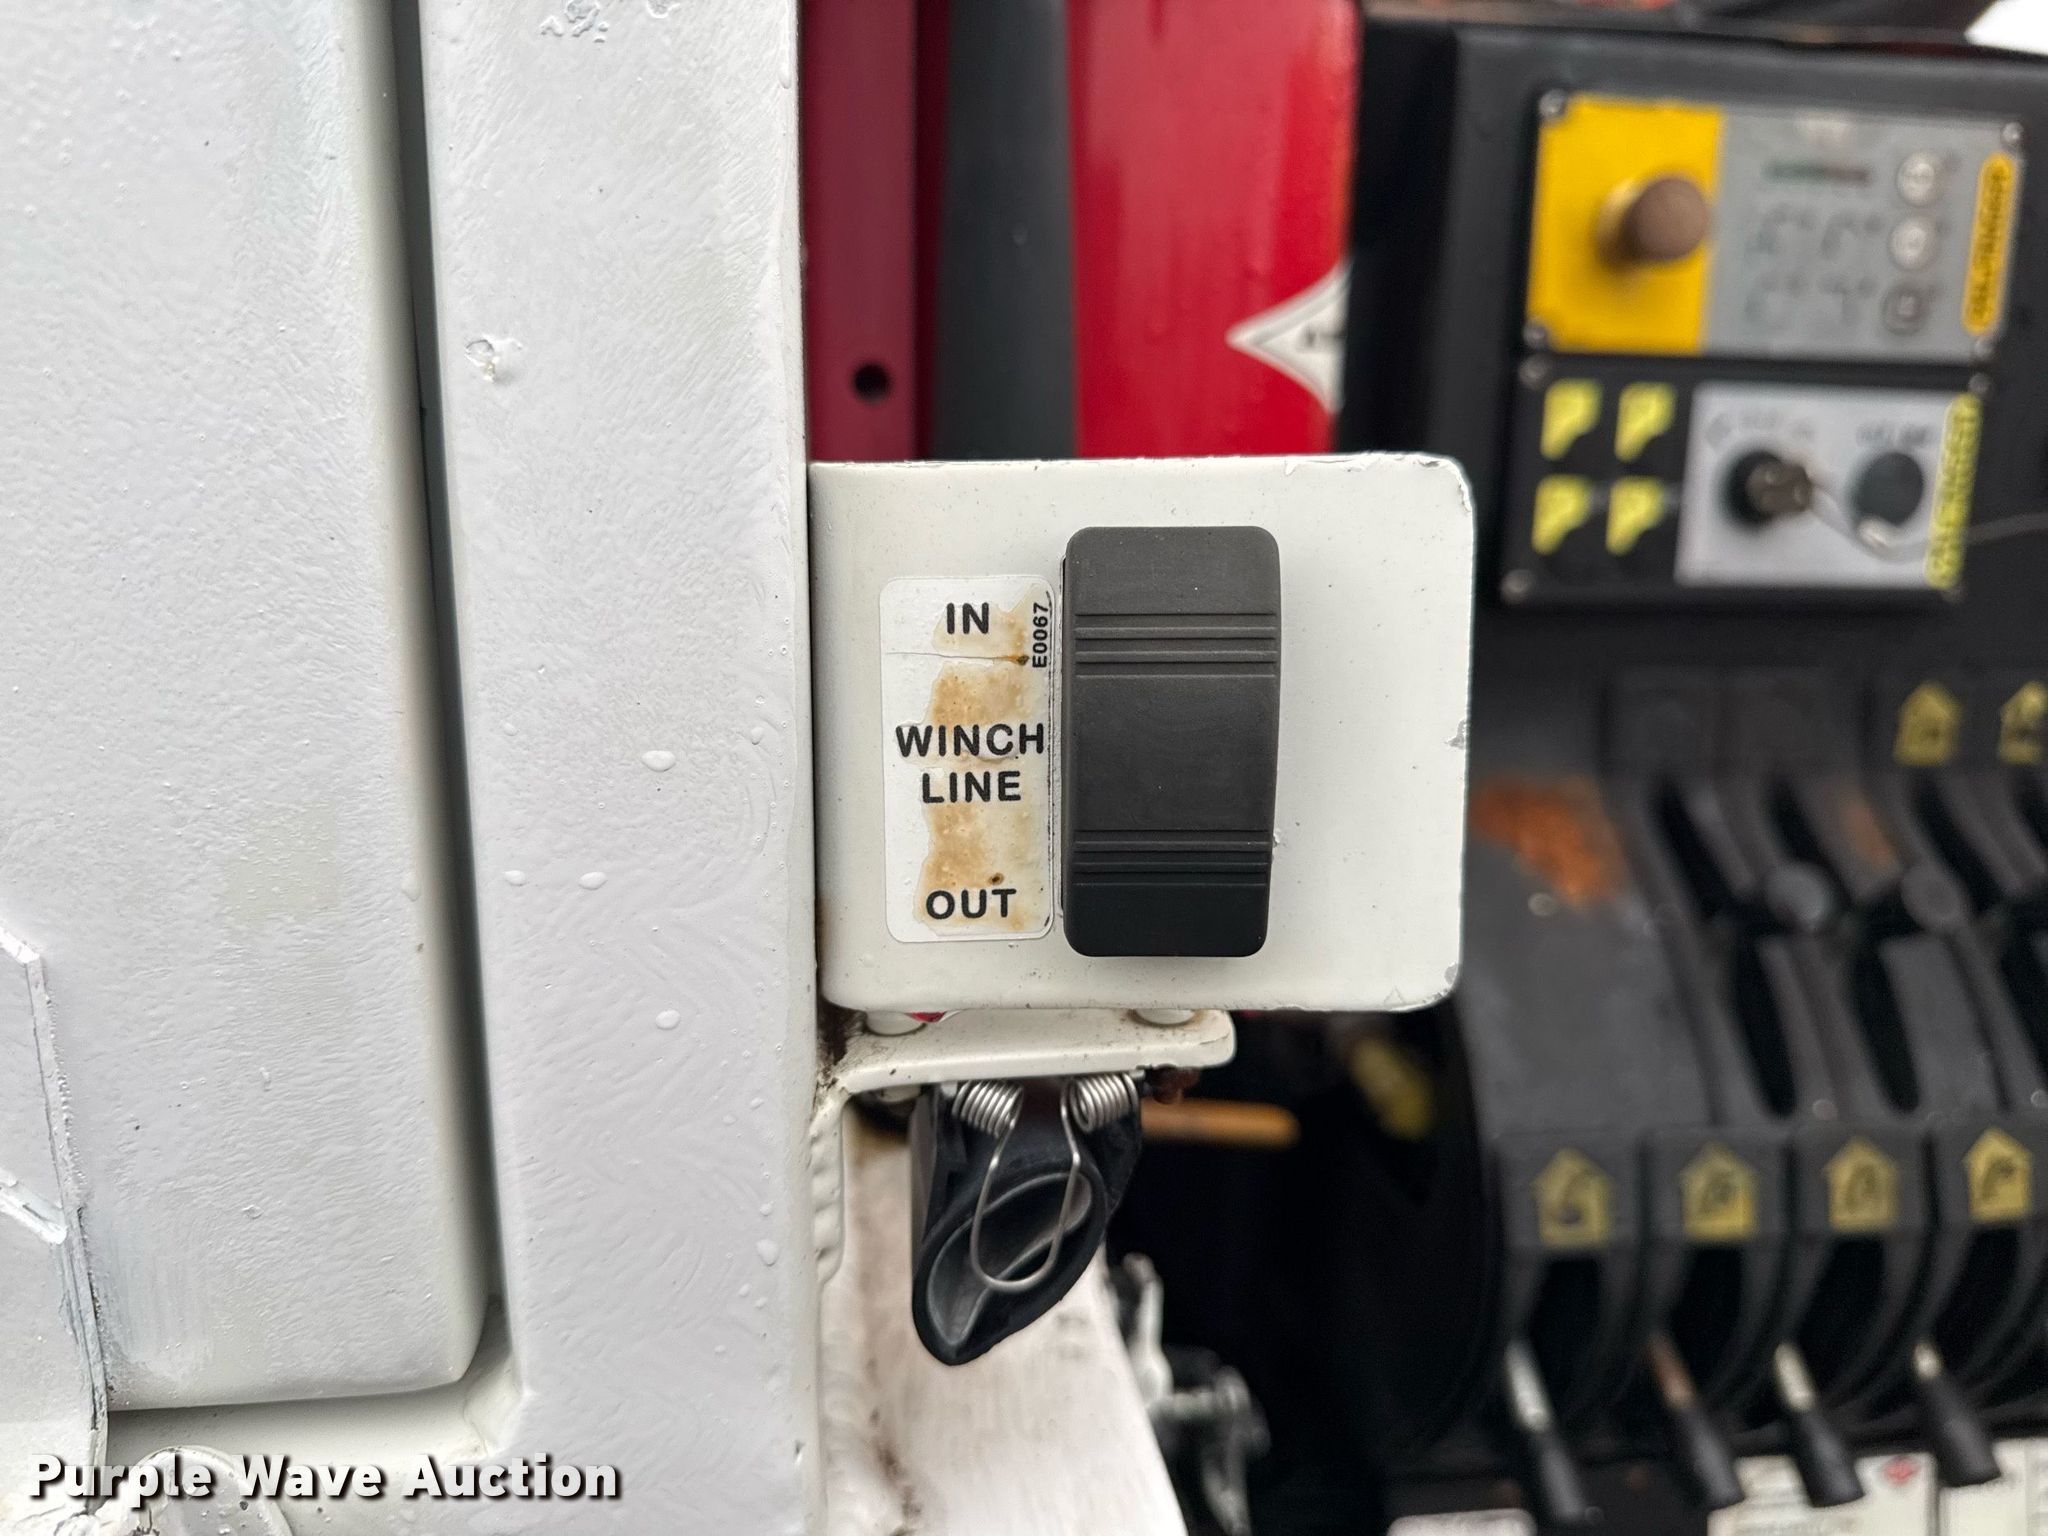 IN
E0067
WINCH
LINE
OUT
Purple Wave Auction